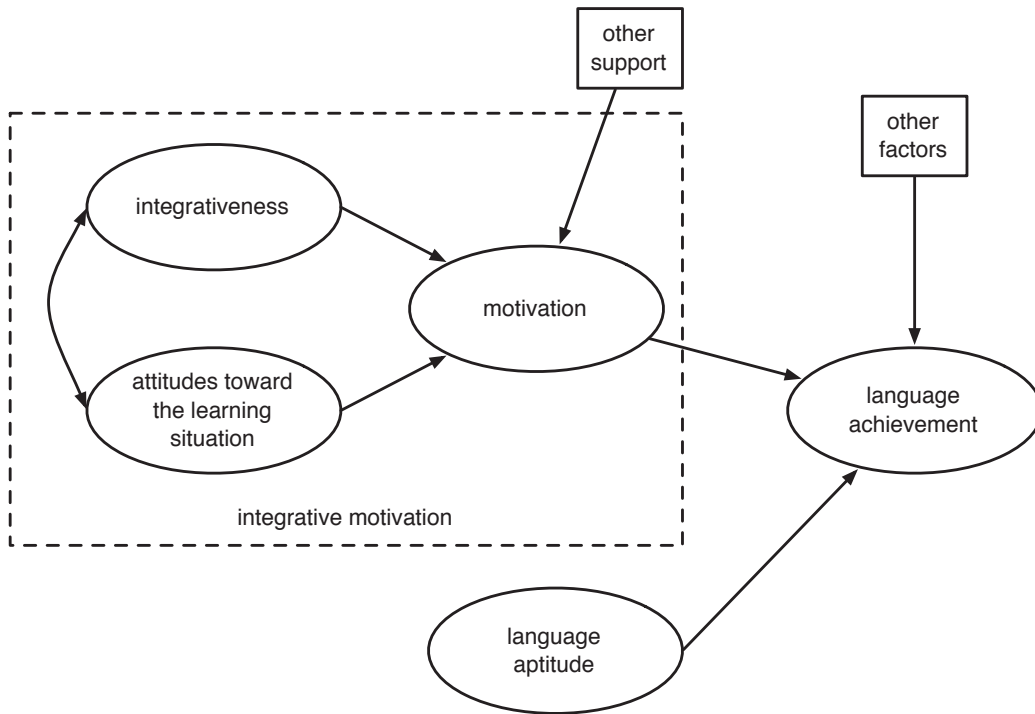 other
support
other
factors
integrativeness
motivation
attitudes toward
the learning
situation
language
achievement
integrative motivation
language
aptitude